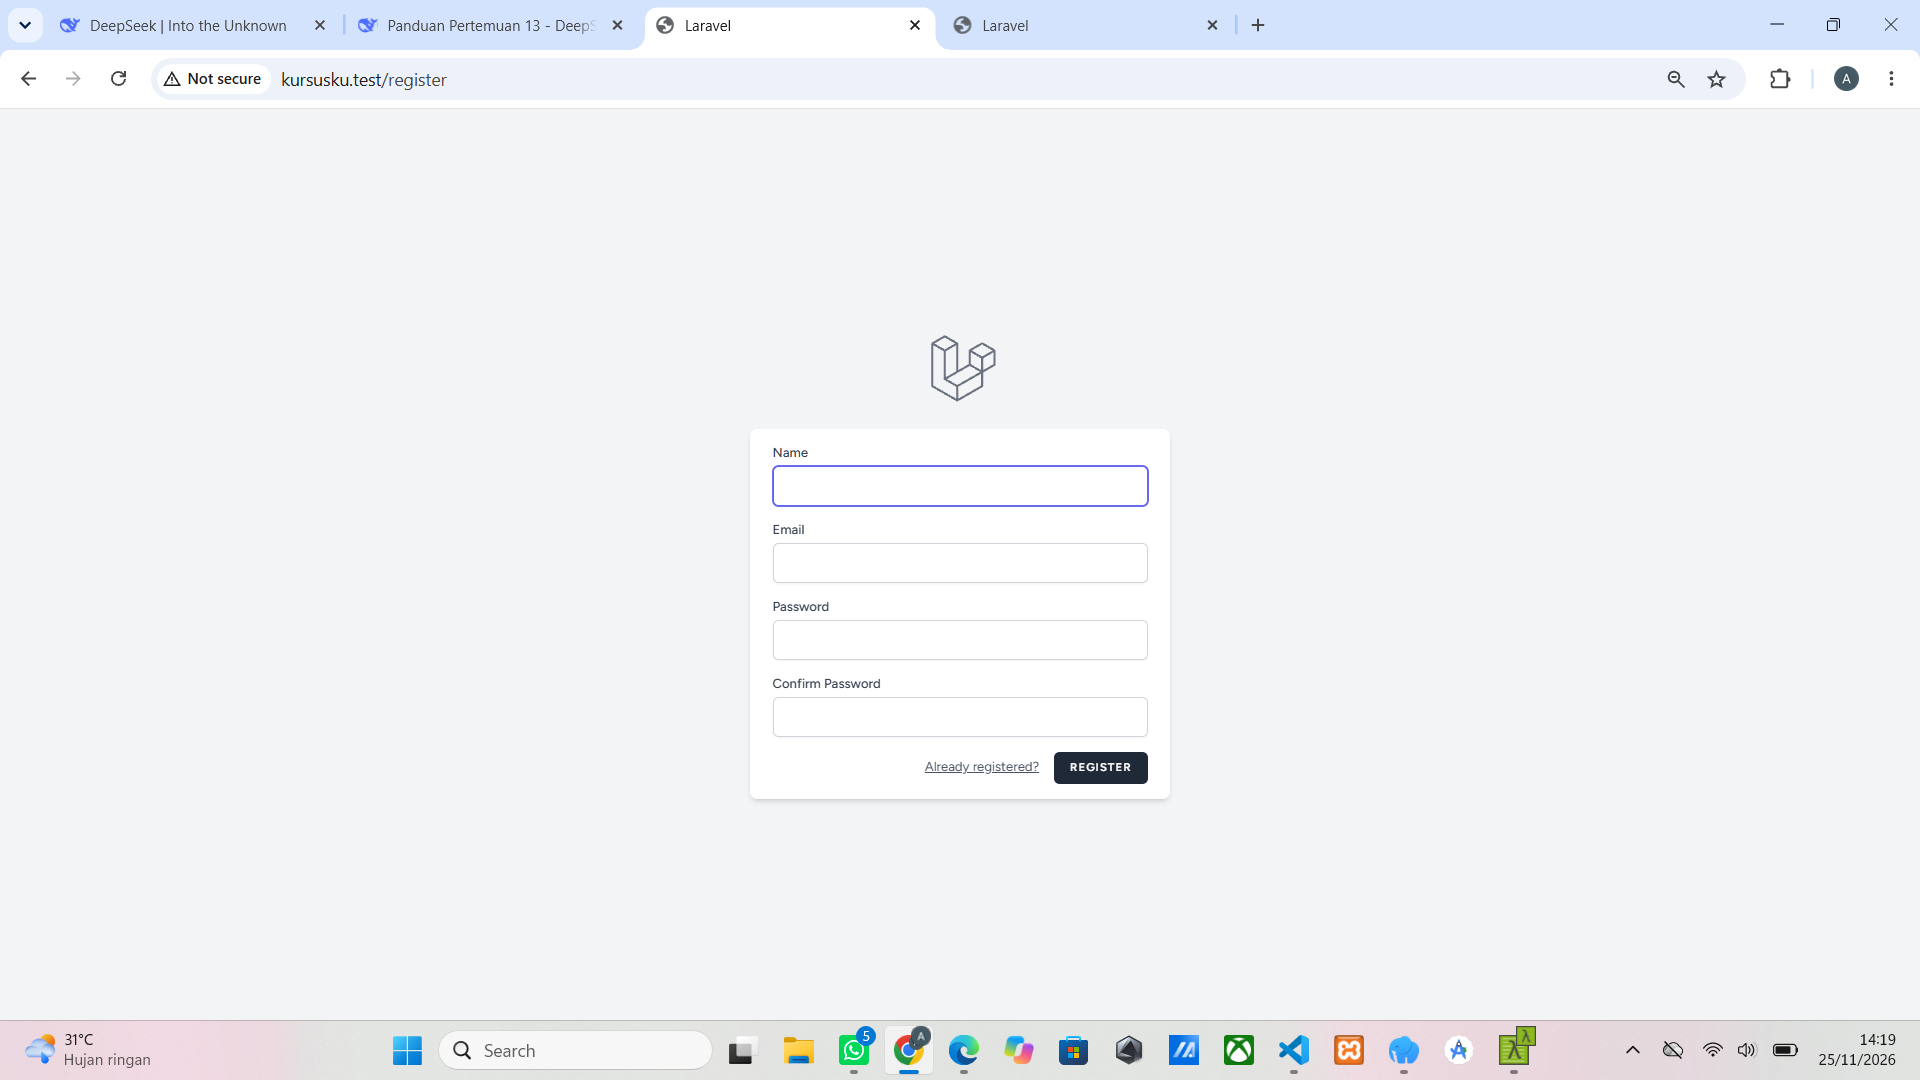 DeepSeek | Into the Unknown
Panduan Pertemuan 13 - DeepS
Laravel
Laravel
Not secure
kursusku.test/register
A
Name
Email
Password
Confirm Password
Already registered?
REGISTER
31°C
Hujan ringan
Search
5
A
14:19
25/11/2026